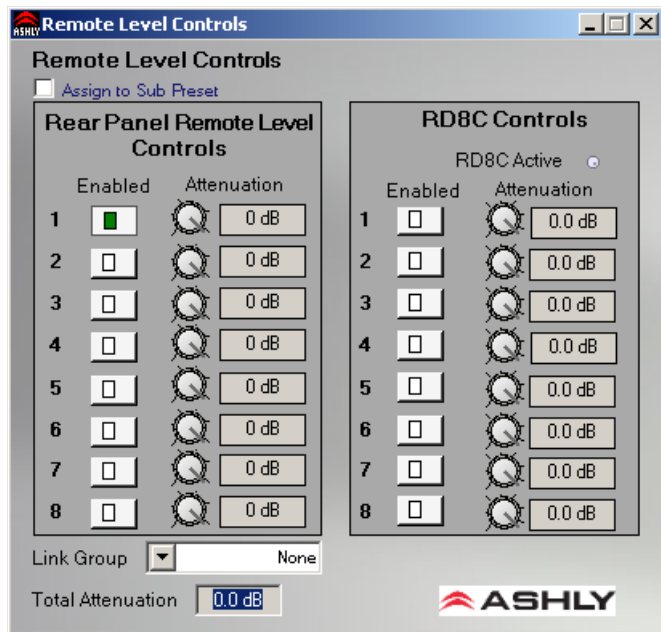 ASHLY Remote Level Controls
Remote Level Controls
Assign to Sub Preset
Rear Panel Remote Level
Controls
Enabled Attenuation
1 0 dB
2 0 dB
3 0 dB
4 0 dB
5 0 dB
6 0 dB
7 0 dB
8 0 dB
RD8C Controls
RD8C Active
Enabled Attenuation
1 0.0 dB
2 0.0 dB
3 0.0 dB
4 0.0 dB
5 0.0 dB
6 0.0 dB
7 0.0 dB
8 0.0 dB
Link Group None
Total Attenuation 0.0 dB
ASHLY